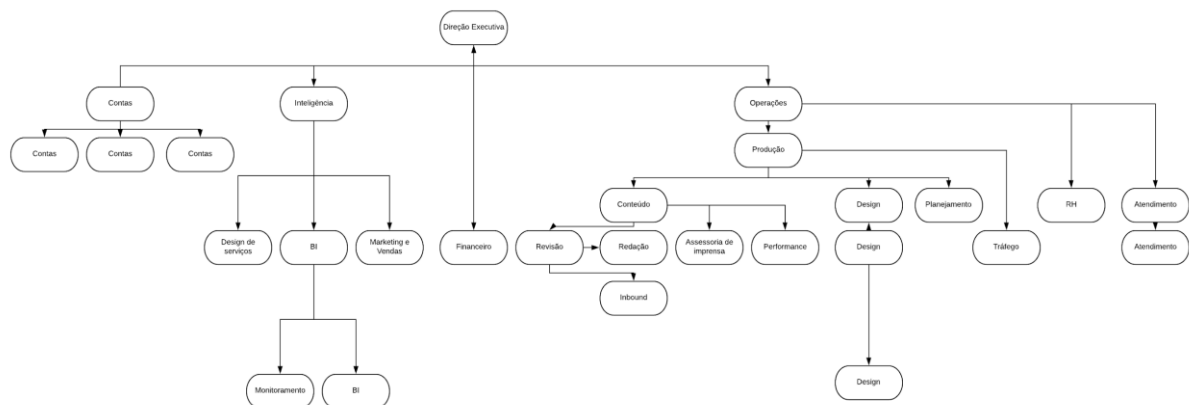 Direção Executiva
Contas
Inteligência
Operações
Contas
Contas
Contas
Produção
Conteúdo
Design
Planejamento
RH
Atendimento
Design de
serviços
BI
Marketing e
Vendas
Financeiro
Revisão
Redação
Assessoria de
imprensa
Performance
Design
Tráfego
Atendimento
Inbound
Monitoramento
BI
Design